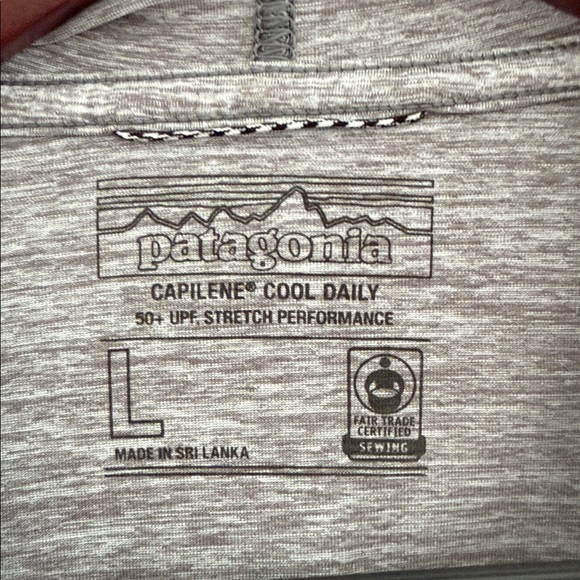 patagonia
CAPILENE® COOL DAILY
50+ UPF, STRETCH PERFORMANCE
L
MADE IN SRI LANKA
FAIR TRADE
CERTIFIED
SEWING